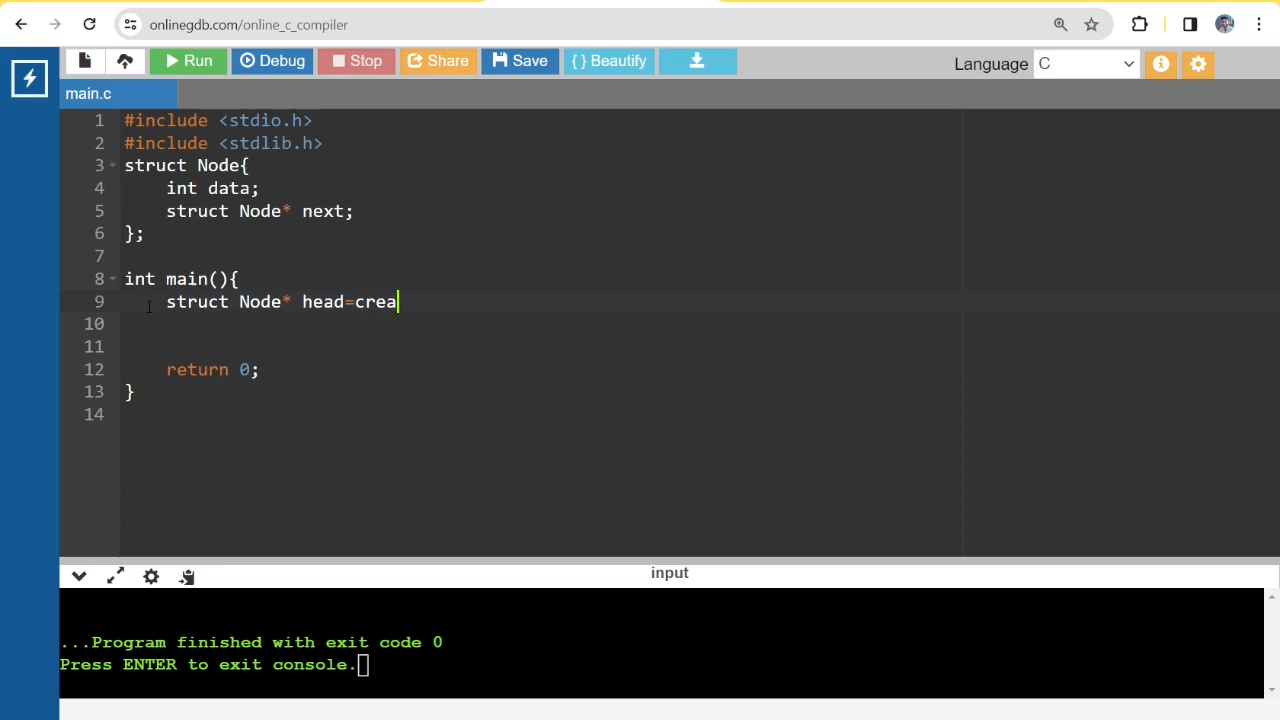 onlinegdb.com/online_c_compiler
Run Debug Stop Share Save { } Beautify Language C
main.c
1 #include <stdio.h>
2 #include <stdlib.h>
3 struct Node{
4 int data;
5 struct Node* next;
6 };
7
8 int main(){
9 struct Node* head=crea
10
11
12 return 0;
13 }
14
input
...Program finished with exit code 0
Press ENTER to exit console.